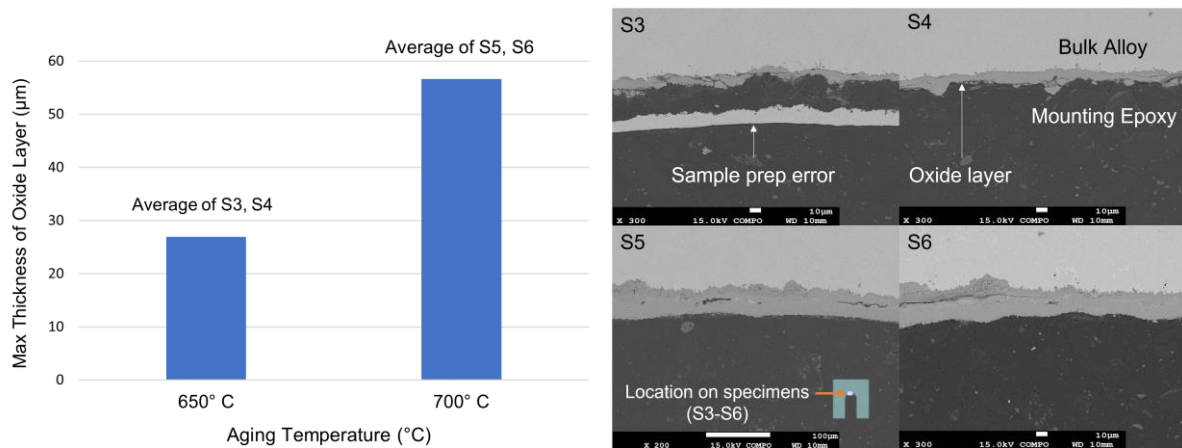 Max Thickness of Oxide Layer (µm)
60
50
40
30
20
10
0
Average of S3, S4
Average of S5, S6
650° C
700° C
Aging Temperature (°C)
S3
Sample prep error
10µm
X 300 15.0kV COMPO WD 10mm
S4
Bulk Alloy
Mounting Epoxy
Oxide layer
10µm
X 300 15.0kV COMPO WD 10mm
S5
Location on specimens
(S3-S6)
100µm
X 200 15.0kV COMPO WD 10mm
S6
10µm
X 300 15.0kV COMPO WD 10mm